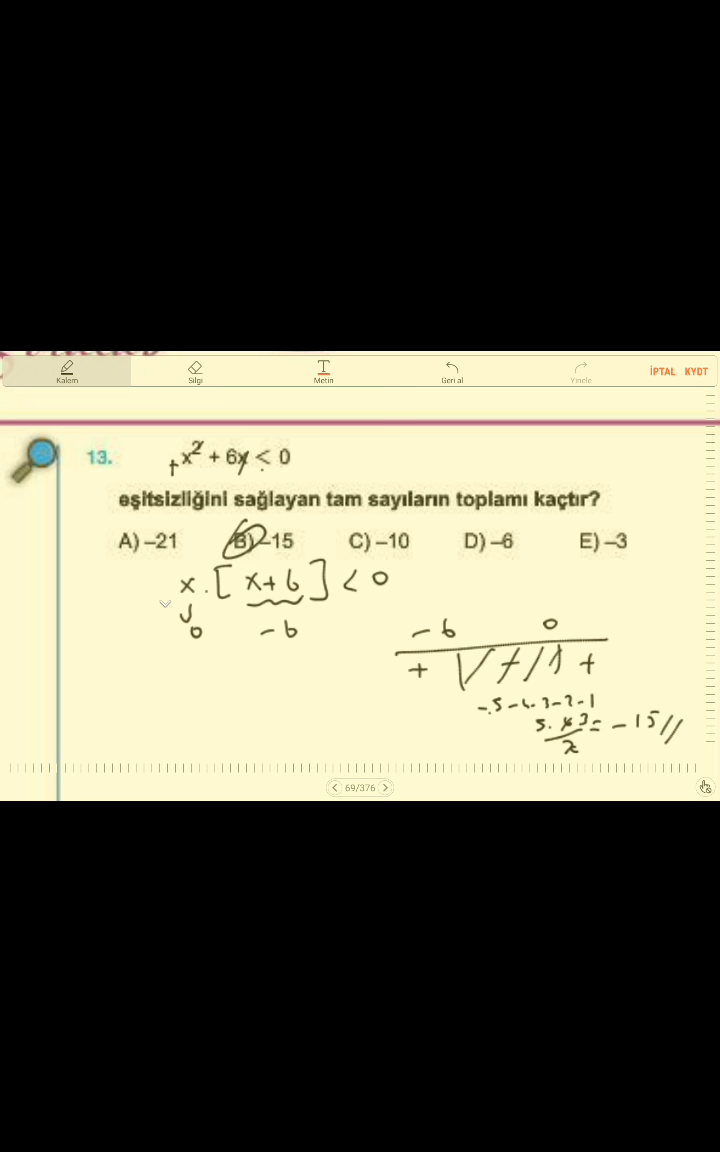 Kalem Silgi Metin Geri al Yinele İPTAL KYDT
13. x² + 6x < 0
eşitsizliğini sağlayan tam sayıların toplamı kaçtır?
A) –21 B) –15 C) –10 D) –6 E) –3
x . [ x + 6 ] < 0
0 – 6
– 6 0
+ – +
-5 -4 -3 -2 -1
= – 15 //
69/376